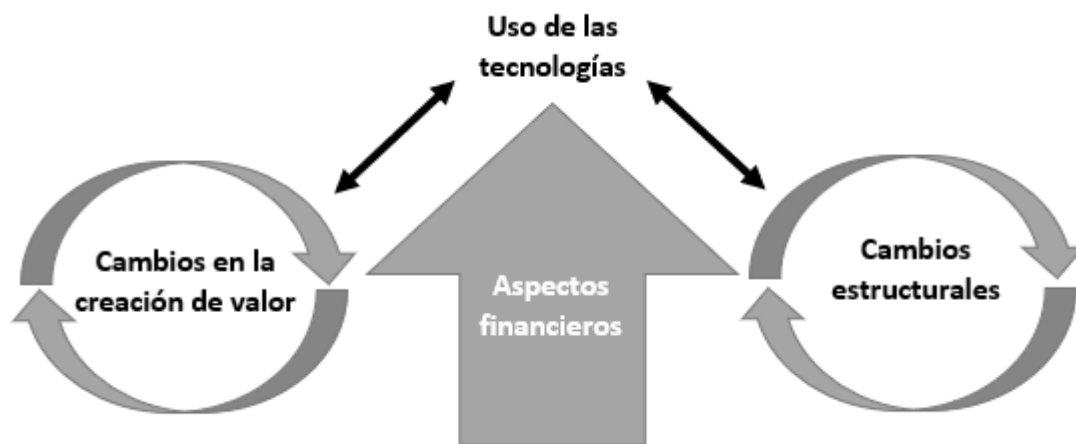 Uso de las
tecnologías
Cambios en la
creación de valor
Aspectos
financieros
Cambios
estructurales